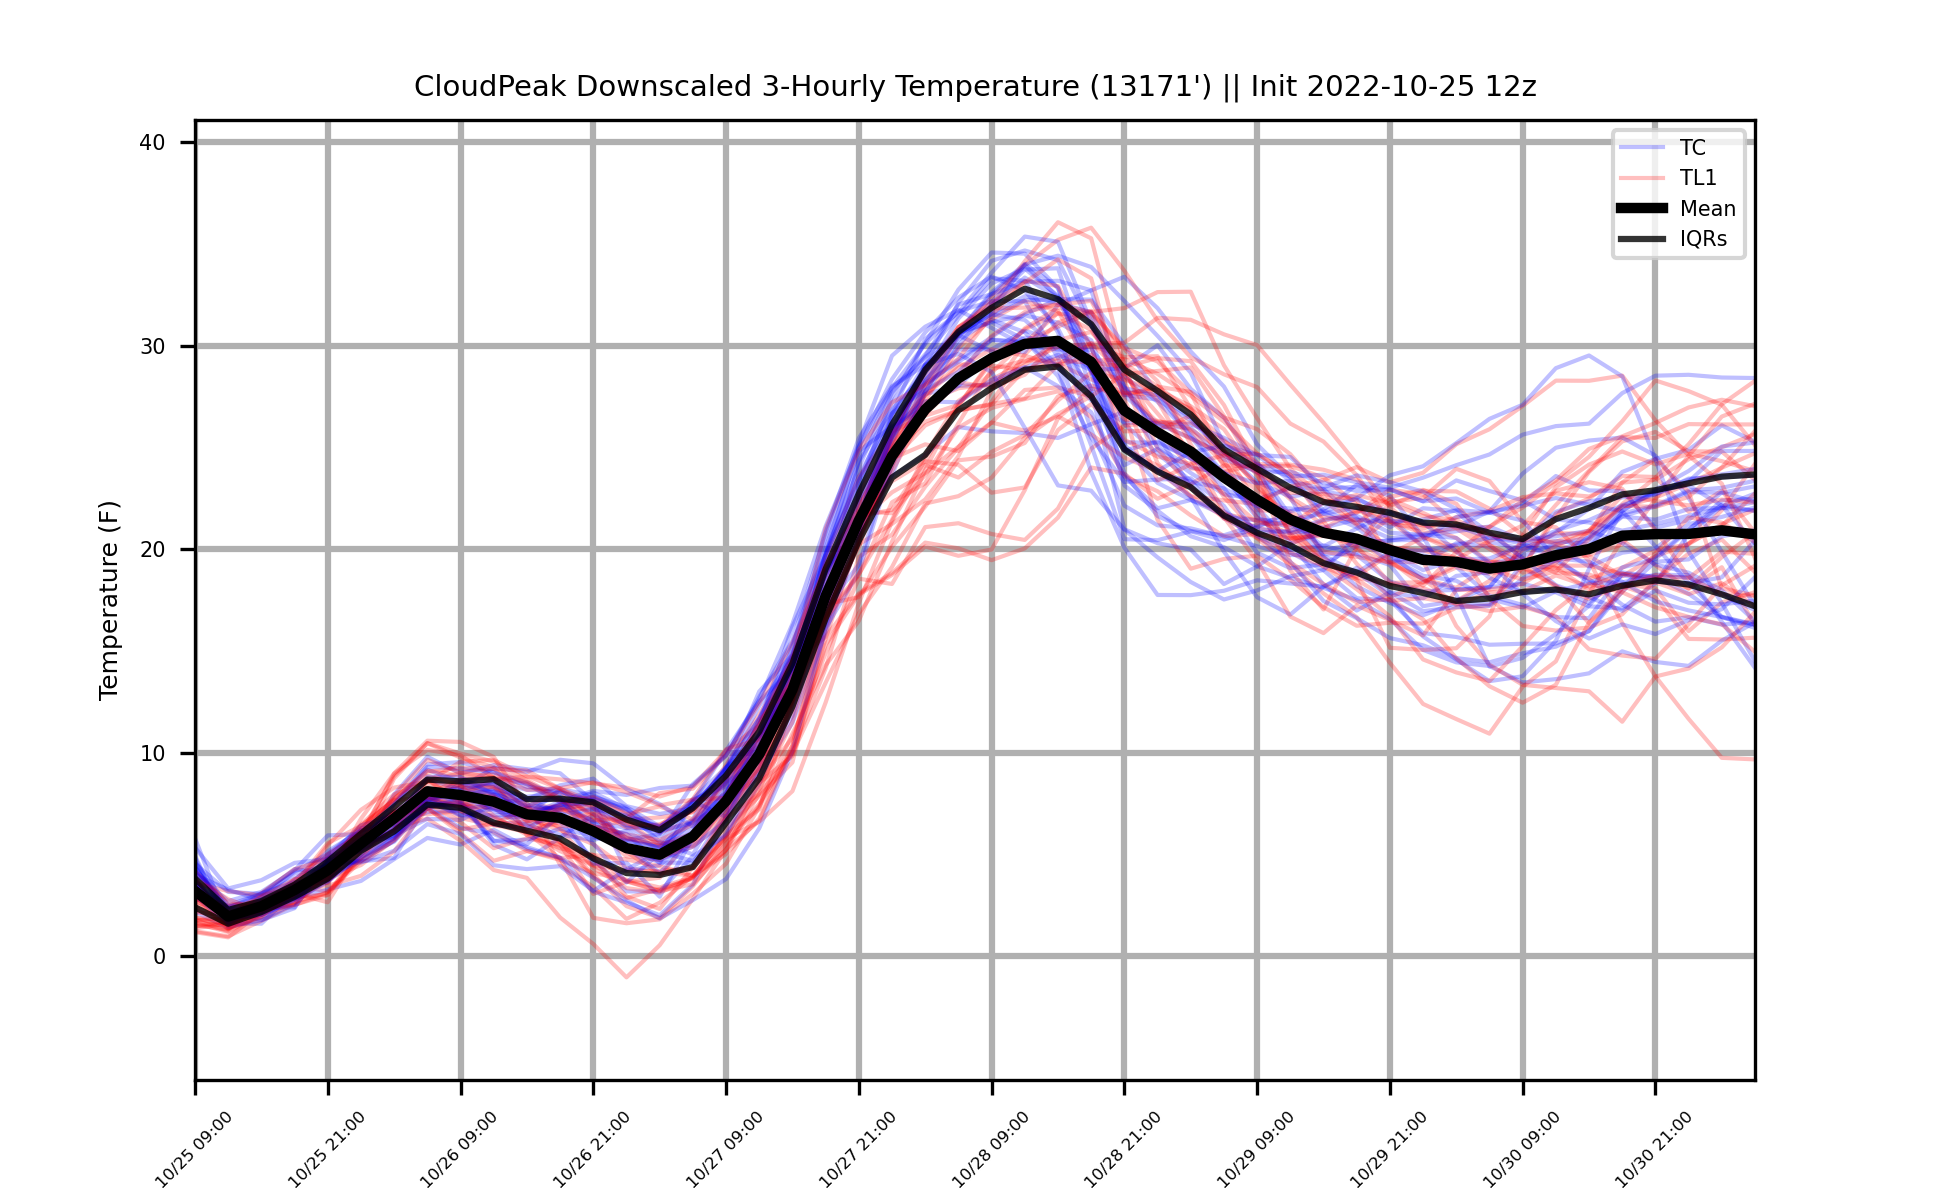 CloudPeak Downscaled 3-Hourly Temperature (13171') || Init 2022-10-25 12z
TC
TL1
Mean
IQRs
Temperature (F)
40
30
20
10
0
10/25 09:00
10/25 21:00
10/26 09:00
10/26 21:00
10/27 09:00
10/27 21:00
10/28 09:00
10/28 21:00
10/29 09:00
10/29 21:00
10/30 09:00
10/30 21:00